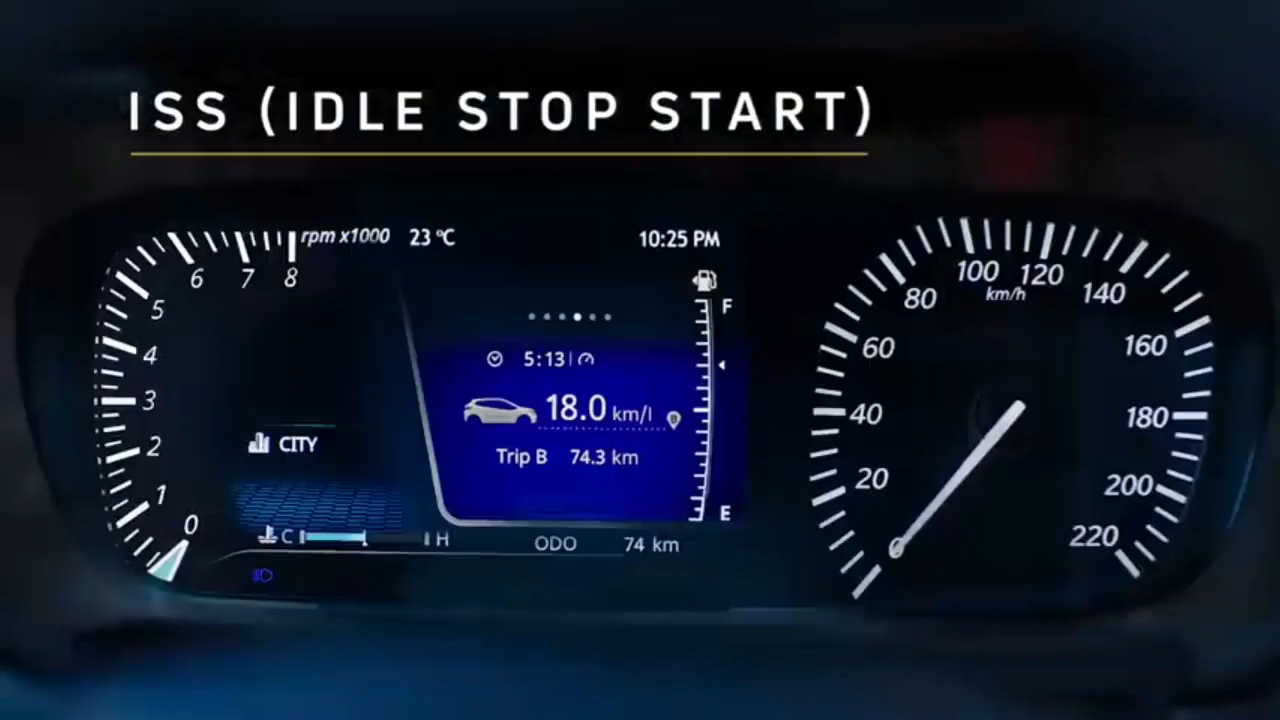 ISS (IDLE STOP START)
rpm x1000 23 °C 10:25 PM
0 1 2 3 4 5 6 7 8
F
5:13
18.0 km/l
B
Trip B 74.3 km
CITY
E
C H
ODO 74 km
0 20 40 60 80 100 120 140 160 180 200 220
km/h